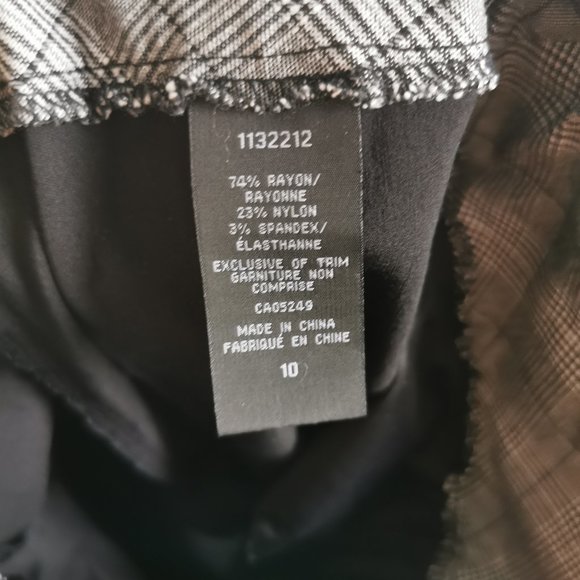 1132212
74% RAYON/
RAYONNE
23% NYLON
3% SPANDEX/
ÉLASTHANNE
EXCLUSIVE OF TRIM
GARNITURE NON
COMPRISE
CA05249
MADE IN CHINA
FABRIQUÉ EN CHINE
10